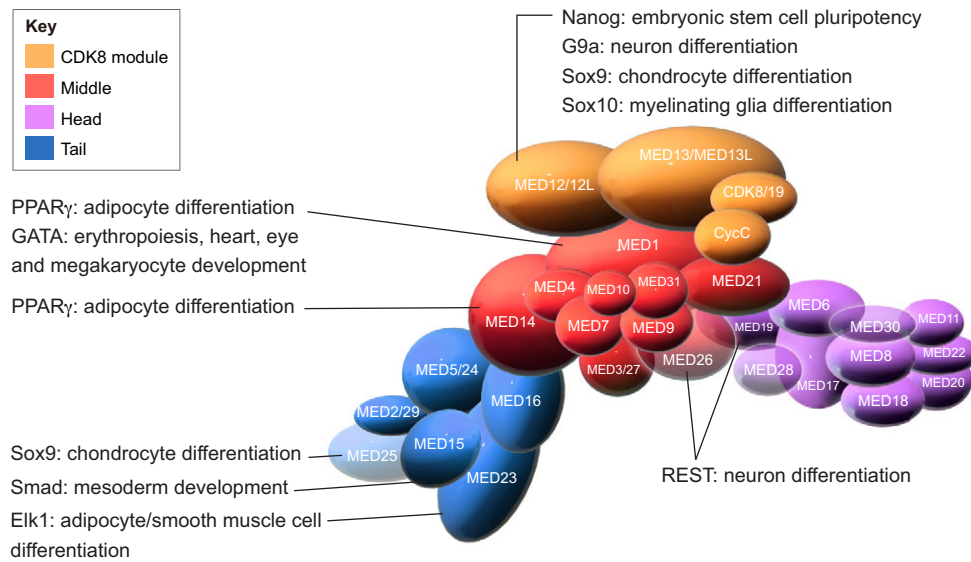 Key
CDK8 module
Middle
Head
Tail
Nanog: embryonic stem cell pluripotency
G9a: neuron differentiation
Sox9: chondrocyte differentiation
Sox10: myelinating glia differentiation
MED12/12L
MED13/MED13L
CDK8/19
CycC
PPARγ: adipocyte differentiation
GATA: erythropoiesis, heart, eye
and megakaryocyte development
MED1
PPARγ: adipocyte differentiation
MED14
MED4
MED10
MED31
MED21
MED7
MED9
MED3/27
MED26
MED19
MED6
MED30
MED11
MED28
MED17
MED8
MED22
MED18
MED20
MED5/24
MED16
MED2/29
MED25
MED15
MED23
Sox9: chondrocyte differentiation
Smad: mesoderm development
Elk1: adipocyte/smooth muscle cell
differentiation
REST: neuron differentiation